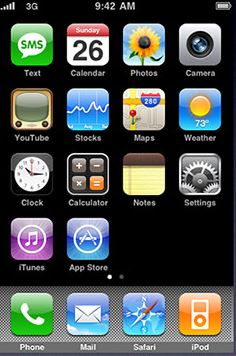 3G 9:42 AM
SMS Sunday 26
Text Calendar Photos Camera
280 73°
YouTube Stocks Maps Weather
Clock Calculator Notes Settings
iTunes App Store
Phone Mail Safari iPod